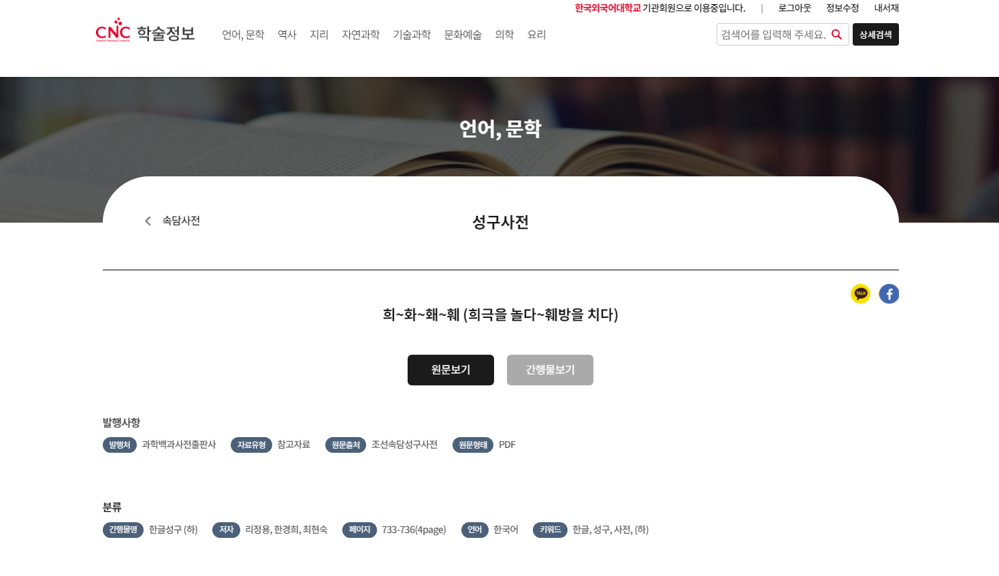 한국외국어대학교 기관회원으로 이용중입니다. | 로그아웃 정보수정 내서재
CNC 학술정보 언어, 문학 역사 지리 자연과학 기술과학 문화예술 의학 요리 검색어를 입력해 주세요. 상세검색
Creative Network Contents
언어, 문학
속담사전 성구사전
TALK f
희~화~홰~훼 (희극을 놀다~훼방을 치다)
원문보기 간행물보기
발행사항
발행처 과학백과사전출판사 자료유형 참고자료 원문출처 조선속담성구사전 원문형태 PDF
분류
간행물명 한글성구 (하) 저자 리정용, 한경희, 최현숙 페이지 733-736(4page) 언어 한국어 키워드 한글, 성구, 사전, (하)